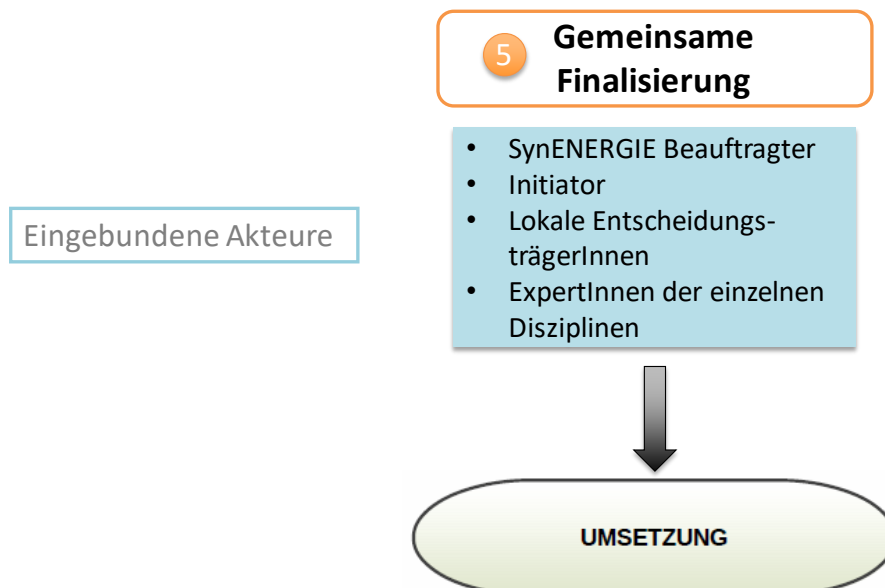 5
Gemeinsame
Finalisierung
• SynENERGIE Beauftragter
• Initiator
• Lokale Entscheidungs-
trägerInnen
• ExpertInnen der einzelnen
Disziplinen
Eingebundene Akteure
UMSETZUNG